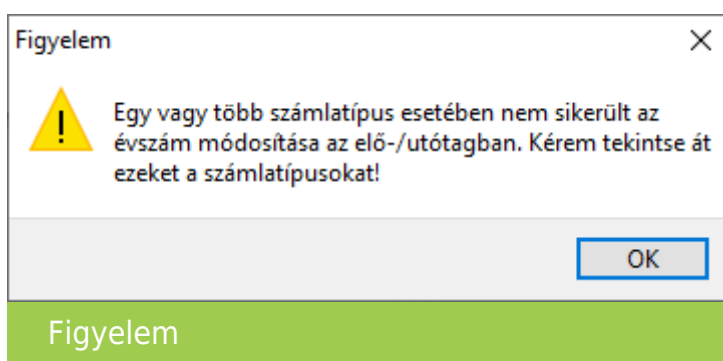 Figyelem
Egy vagy több számlatípus esetében nem sikerült az
évszám módosítása az elő-/utótagban. Kérem tekintse át
ezeket a számlatípusokat!
OK
Figyelem